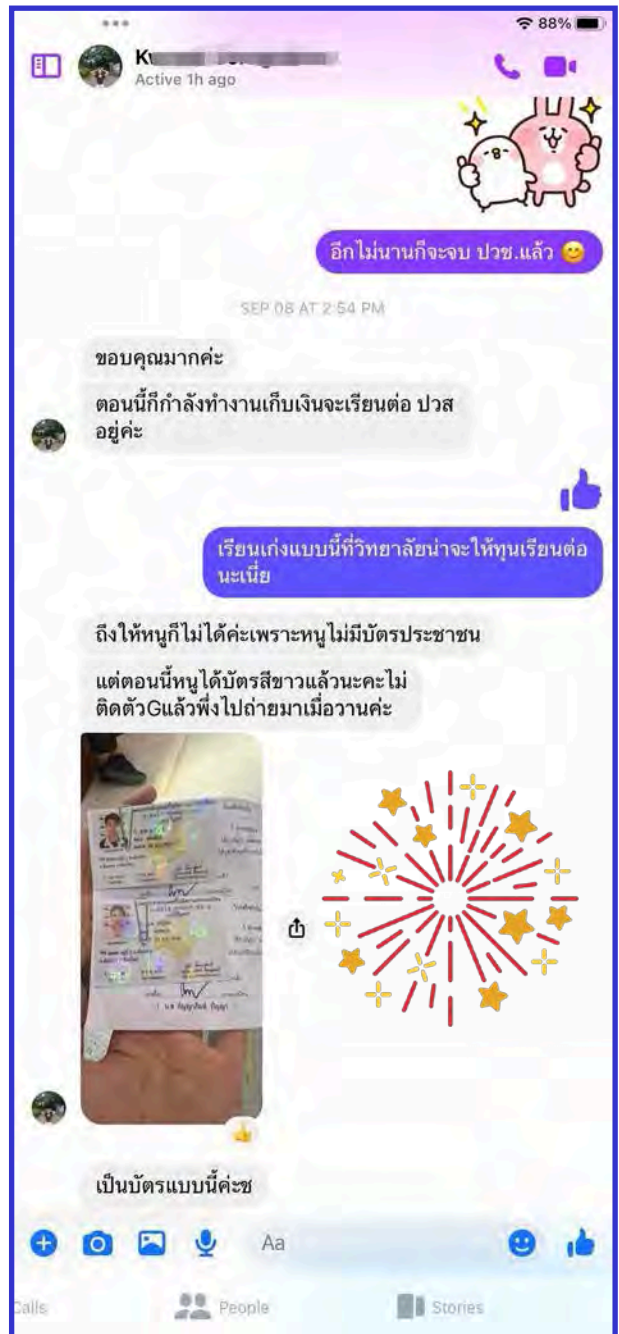 88%
Active 1h ago
อีกไม่นานก็จะจบ ปวช.แล้ว
SEP 08 AT 2:54 PM
ขอบคุณมากค่ะ
ตอนนี้ก็กำลังทำงานเก็บเงินจะเรียนต่อ ปวส
อยู่ค่ะ
เรียนเก่งแบบนี้ที่วิทยาลัยน่าจะให้ทุนเรียนต่อ
นะเนี่ย
ถึงให้หนูก็ไม่ได้ค่ะเพราะหนูไม่มีบัตรประชาชน
แต่ตอนนี้หนูได้บัตรสีขาวแล้วนะคะไม่
ติดตัวGแล้วพึ่งไปถ่ายมาเมื่อวานค่ะ
เป็นบัตรแบบนี้ค่ะช
Aa
Calls
People
Stories